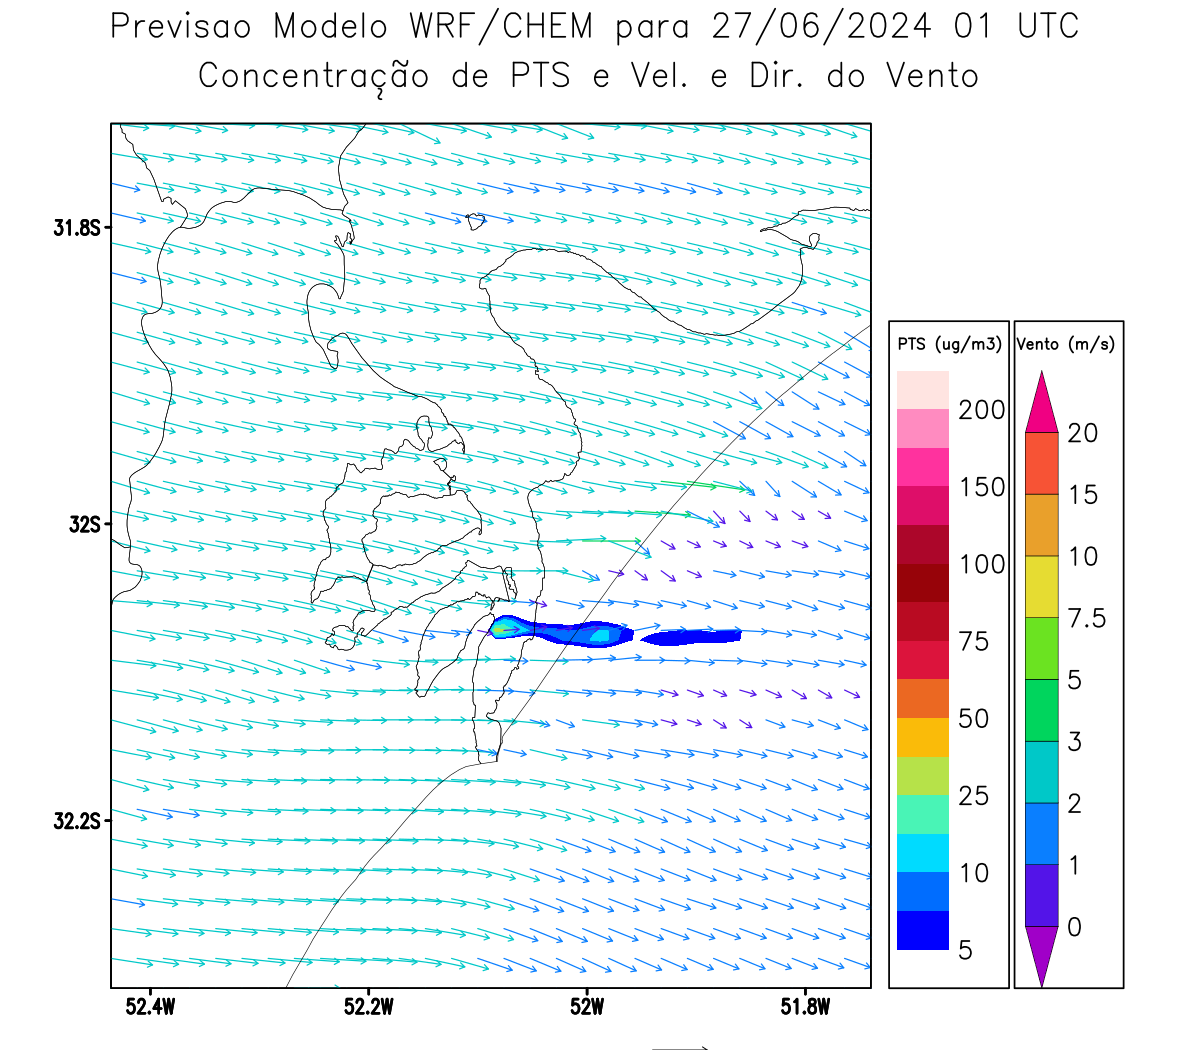 Previsao Modelo WRF/CHEM para 27/06/2024 01 UTC
Concentração de PTS e Vel. e Dir. do Vento
31.8S
32S
32.2S
52.4W 52.2W 52W 51.8W
PTS (ug/m3)
200
150
100
75
50
25
10
5
Vento (m/s)
20
15
10
7.5
5
3
2
1
0